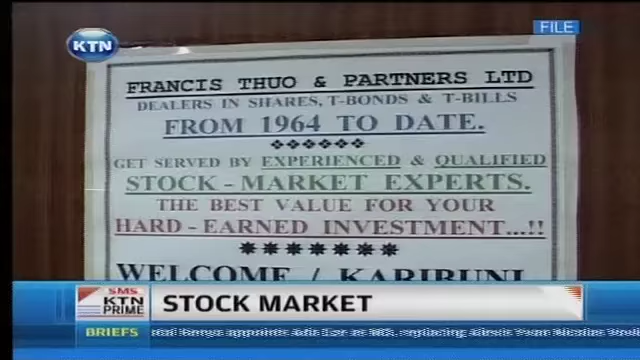 FILE
KTN
FRANCIS THUO & PARTNERS LTD
DEALERS IN SHARES, T-BONDS & T-BILLS
FROM 1964 TO DATE.
GET SERVED BY EXPERIENCED & QUALIFIED
STOCK - MARKET EXPERTS.
THE BEST VALUE FOR YOUR
HARD - EARNED INVESTMENT...!!
WELCOME / KARIBUNI
SMS
KTN
PRIME
STOCK MARKET
BRIEFS
Kenya appoints